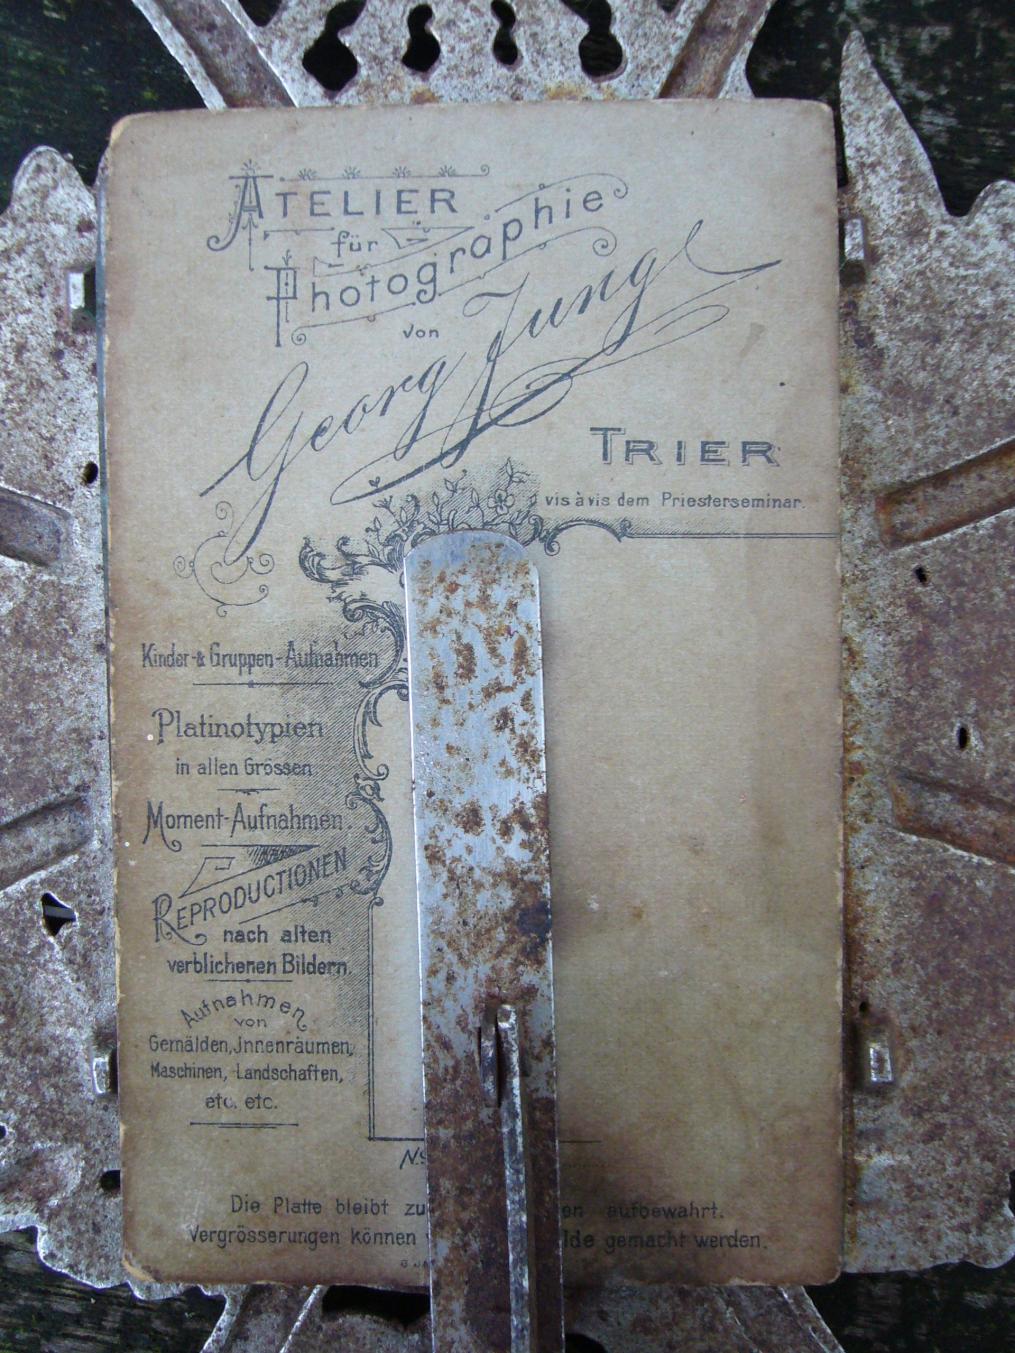 ATELIER
für
Photographie
von
Georg Jung
TRIER
vis à vis dem Priesterseminar.
Kinder- & Gruppen-Aufnahmen
Platinotypien
in allen Grössen
Moment-Aufnahmen.
REPRODUCTIONEN
nach alten
verblichenen Bildern.
Aufnahmen
von
Gemälden, Jnnenräumen,
Maschinen, Landschaften,
etc. etc.
Die Platte bleibt aufbewahrt.
Vergrösserungen können gemacht werden.